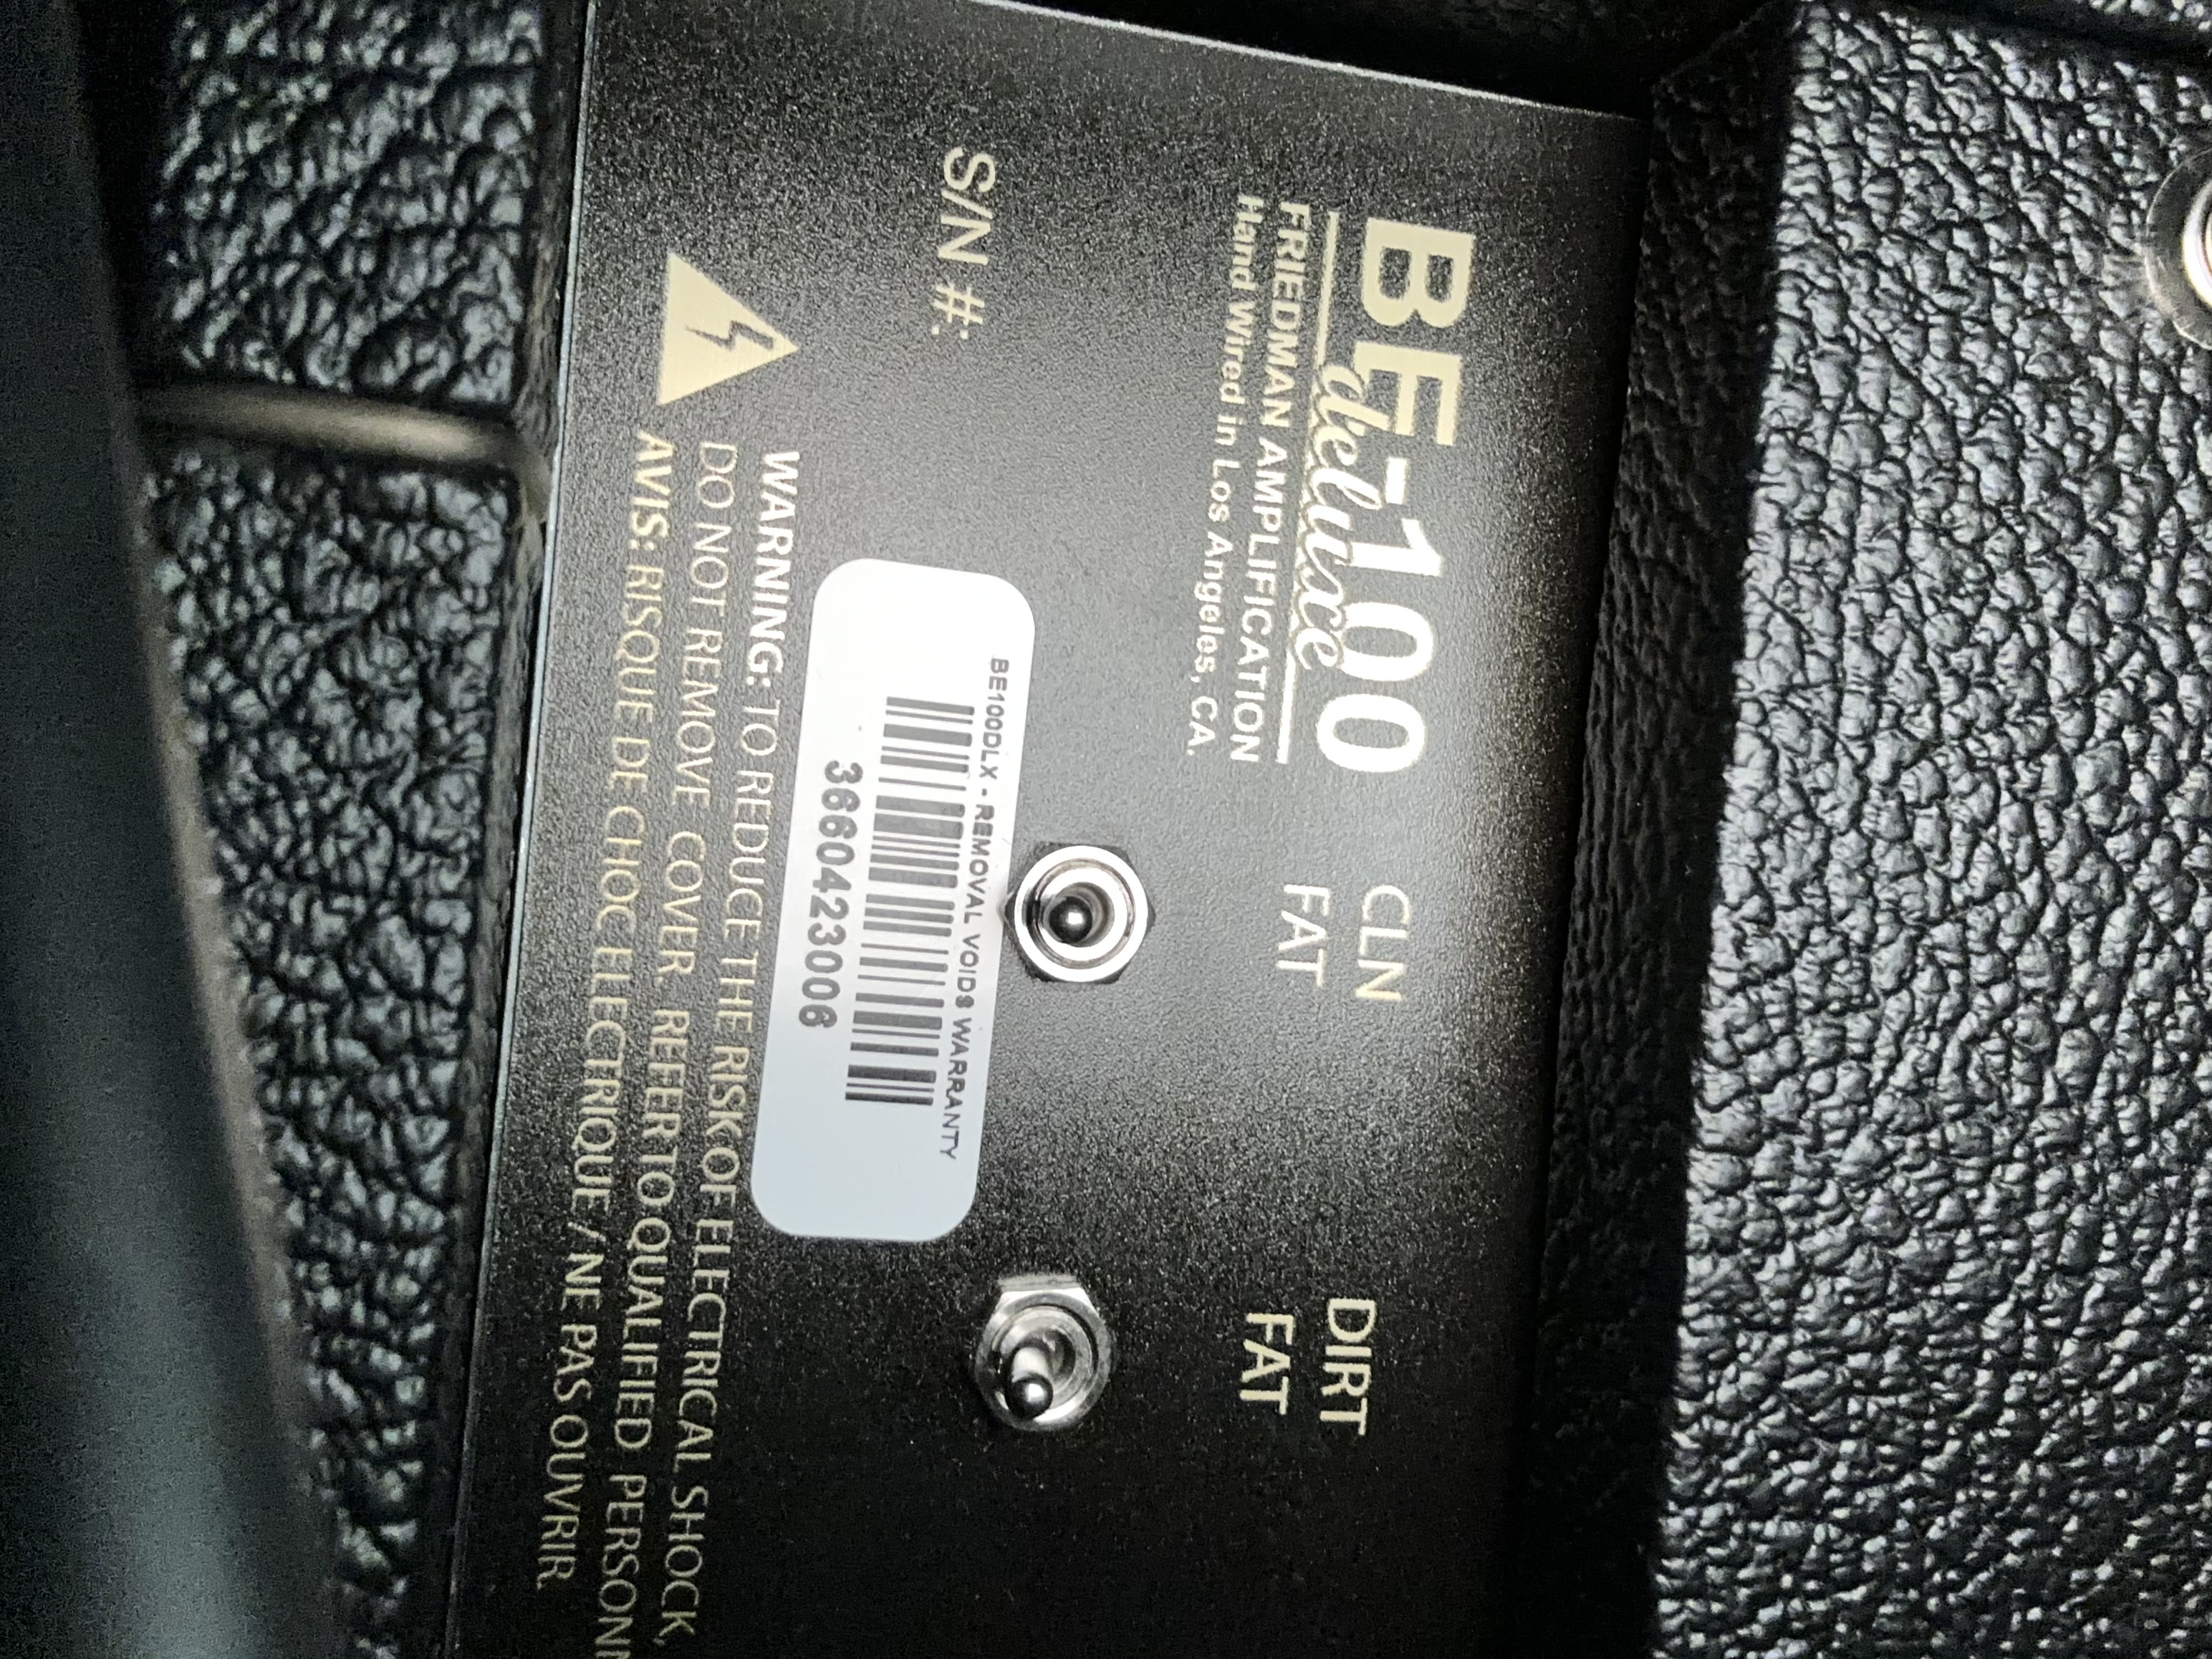 BE-100
deluxe
FRIEDMAN AMPLIFICATION
Hand Wired in Los Angeles, CA.
CLN
FAT
DIRT
FAT
S/N #:
BE100DLX - REMOVAL VOIDS WARRANTY
3660423006
WARNING: TO REDUCE THE RISK OF ELECTRICAL SHOCK,
DO NOT REMOVE COVER. REFER TO QUALIFIED
AVIS: RISQUE DE CHOC ELECTRIQUE / NE PAS OUVRIR